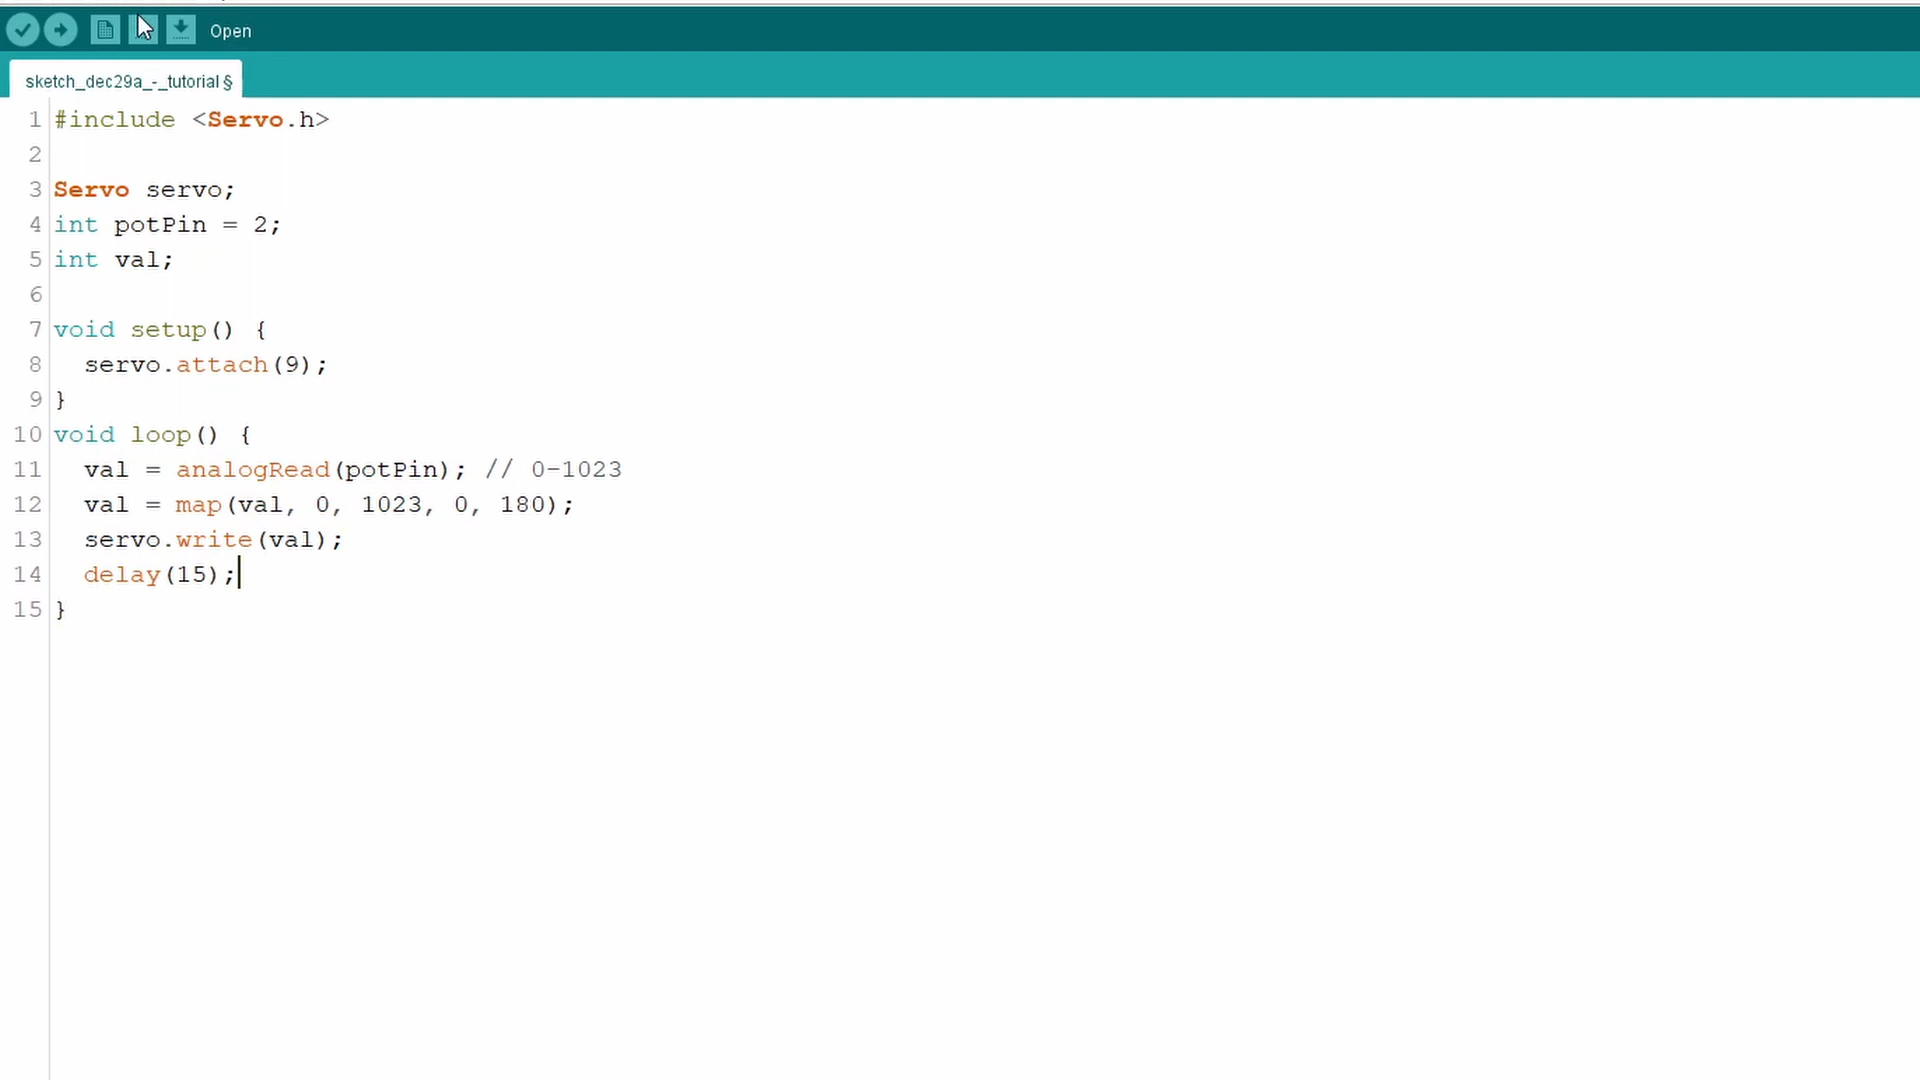 Open
sketch_dec29a_-_tutorial §
1 #include <Servo.h>
2
3 Servo servo;
4 int potPin = 2;
5 int val;
6
7 void setup() {
8   servo.attach(9);
9 }
10 void loop() {
11   val = analogRead(potPin); // 0-1023
12   val = map(val, 0, 1023, 0, 180);
13   servo.write(val);
14   delay(15);
15 }